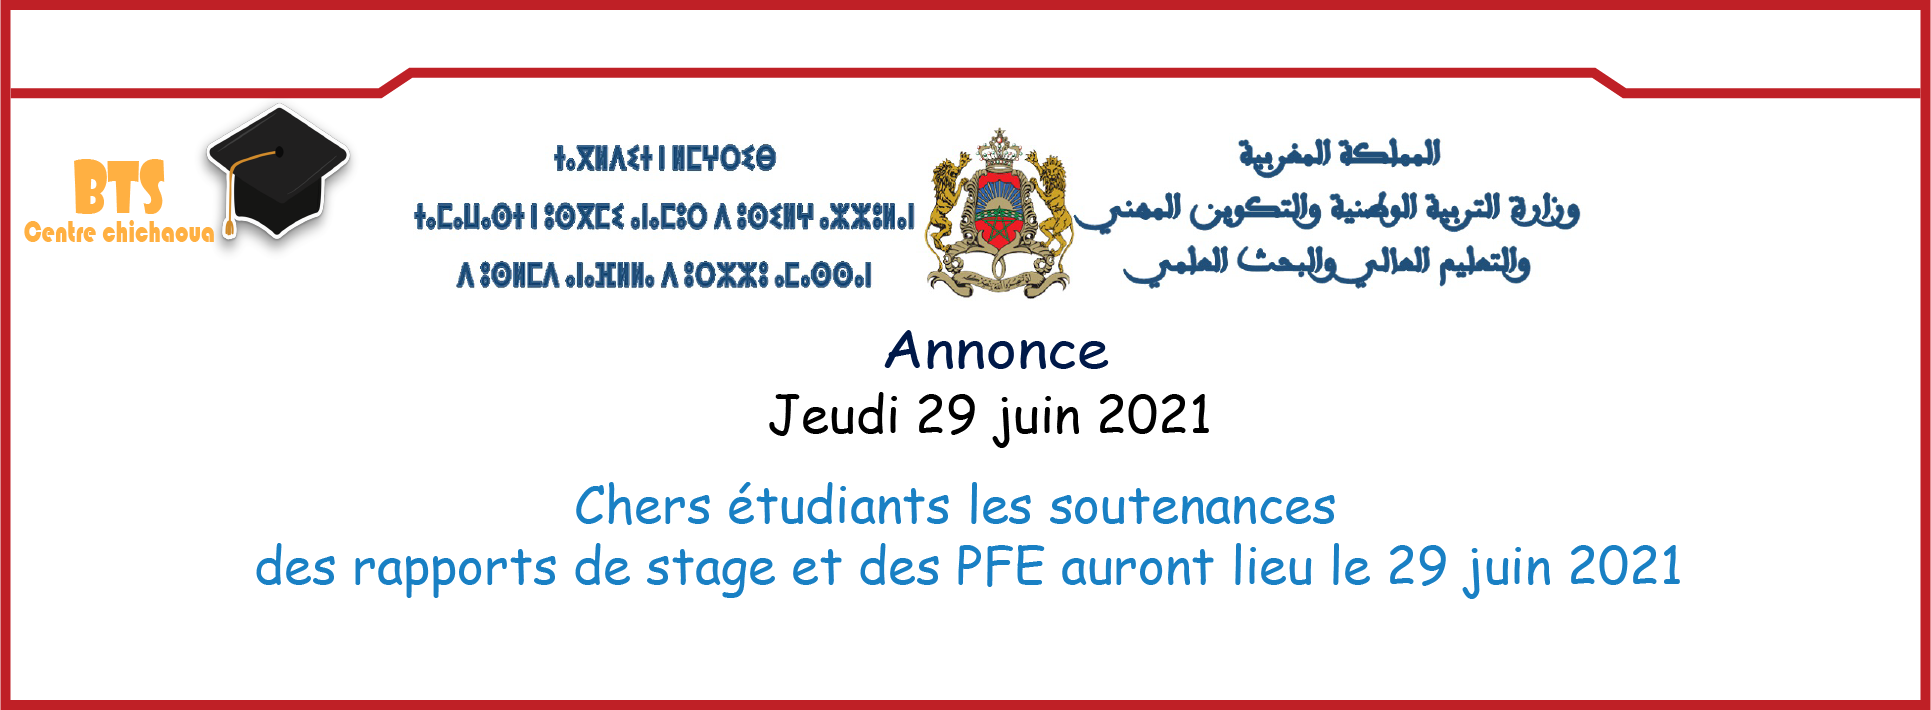 BTS
Centre chichaoua
ⵜⴰⴳⵍⴷⵉⵜ ⵏ ⵍⵎⵖⵔⵉⴱ
ⵜⴰⵎⴰⵡⴰⵙⵜ ⵏ ⵓⵙⴳⵎⵉ ⴰⵏⴰⵎⵓⵔ ⴷ ⵓⵙⵉⵍⵖ ⴰⵣⵣⵓⵍⴰⵏ
ⴷ ⵓⵙⵍⵎⴷ ⴰⵏⴰⴼⵍⵍⴰ ⴷ ⵓⵔⵣⵣⵓ ⴰⵎⴰⵙⵙⴰⵏ
المملكة المغربية
وزارة التربية الوطنية والتكوين المهني
والتعليم العالي والبحث العلمي
Annonce
Jeudi 29 juin 2021
Chers étudiants les soutenances
des rapports de stage et des PFE auront lieu le 29 juin 2021